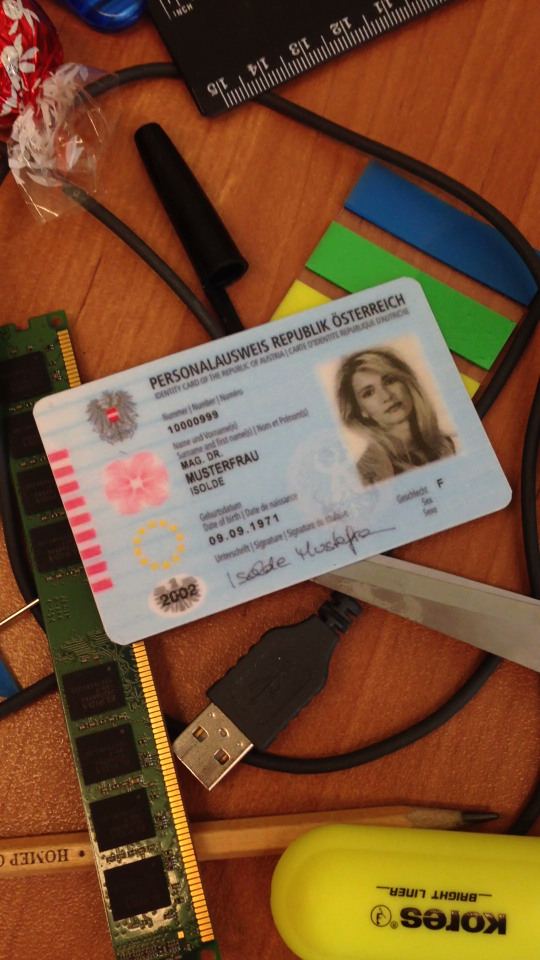 INCH
15 14 13 12 11
PERSONALAUSWEIS REPUBLIK ÖSTERREICH
IDENTITY CARD OF THE REPUBLIC OF AUSTRIA | CARTE D'IDENTITÉ RÉPUBLIQUE D'AUTRICHE
Nummer | Number | Numéro
10000999
Name und Vorname(n)
Surname and first name(s) | Nom et Prénom(s)
MAG. DR.
MUSTERFRAU
ISOLDE
Geburtsdatum
Date of birth | Date de naissance
09.09.1971
Geschlecht F
Sex
Sexe
Unterschrift | Signature | Signature du titulaire
Isolde Musterfrau
2002
HOMEP
Kores®
BRIGHT LINER